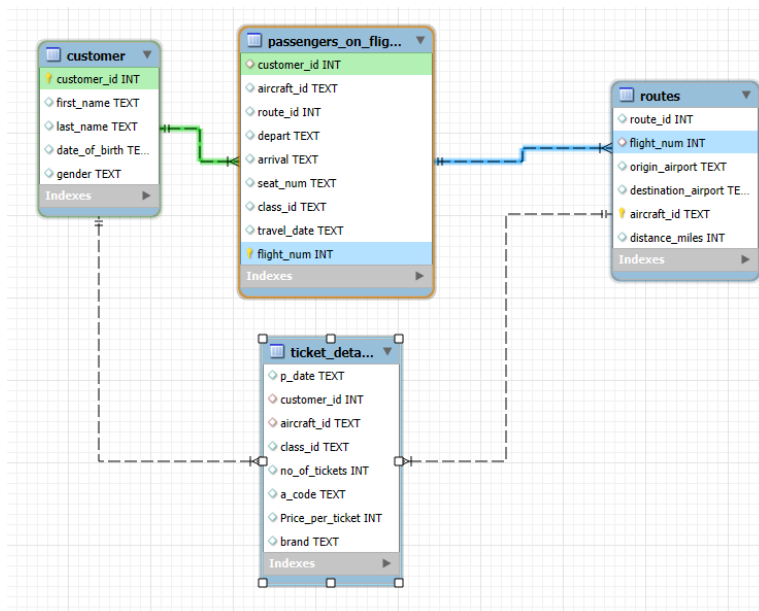 customer
customer_id INT
first_name TEXT
last_name TEXT
date_of_birth TE...
gender TEXT
Indexes
passengers_on_flig...
customer_id INT
aircraft_id TEXT
route_id INT
depart TEXT
arrival TEXT
seat_num TEXT
class_id TEXT
travel_date TEXT
flight_num INT
Indexes
routes
route_id INT
flight_num INT
origin_airport TEXT
destination_airport TE...
aircraft_id TEXT
distance_miles INT
Indexes
ticket_deta...
p_date TEXT
customer_id INT
aircraft_id TEXT
class_id TEXT
no_of_tickets INT
a_code TEXT
Price_per_ticket INT
brand TEXT
Indexes